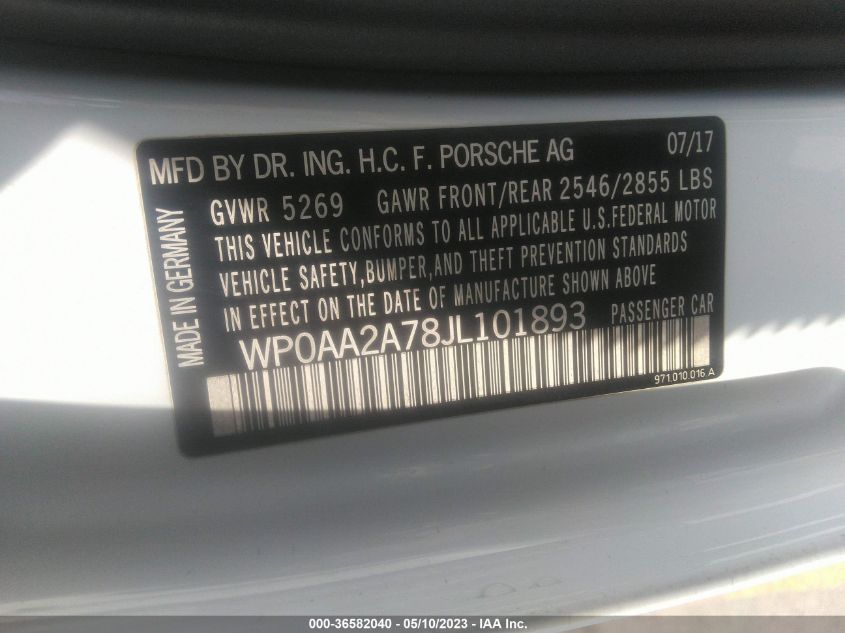 MFD BY DR. ING. H.C. F. PORSCHE AG 07/17
GVWR 5269 GAWR FRONT/REAR 2546/2855 LBS
THIS VEHICLE CONFORMS TO ALL APPLICABLE U.S.FEDERAL MOTOR
VEHICLE SAFETY,BUMPER,AND THEFT PREVENTION STANDARDS
IN EFFECT ON THE DATE OF MANUFACTURE SHOWN ABOVE
WP0AA2A78JL101893 PASSENGER CAR
MADE IN GERMANY
971.010.016 A
000-36582040 - 05/10/2023 - IAA Inc.